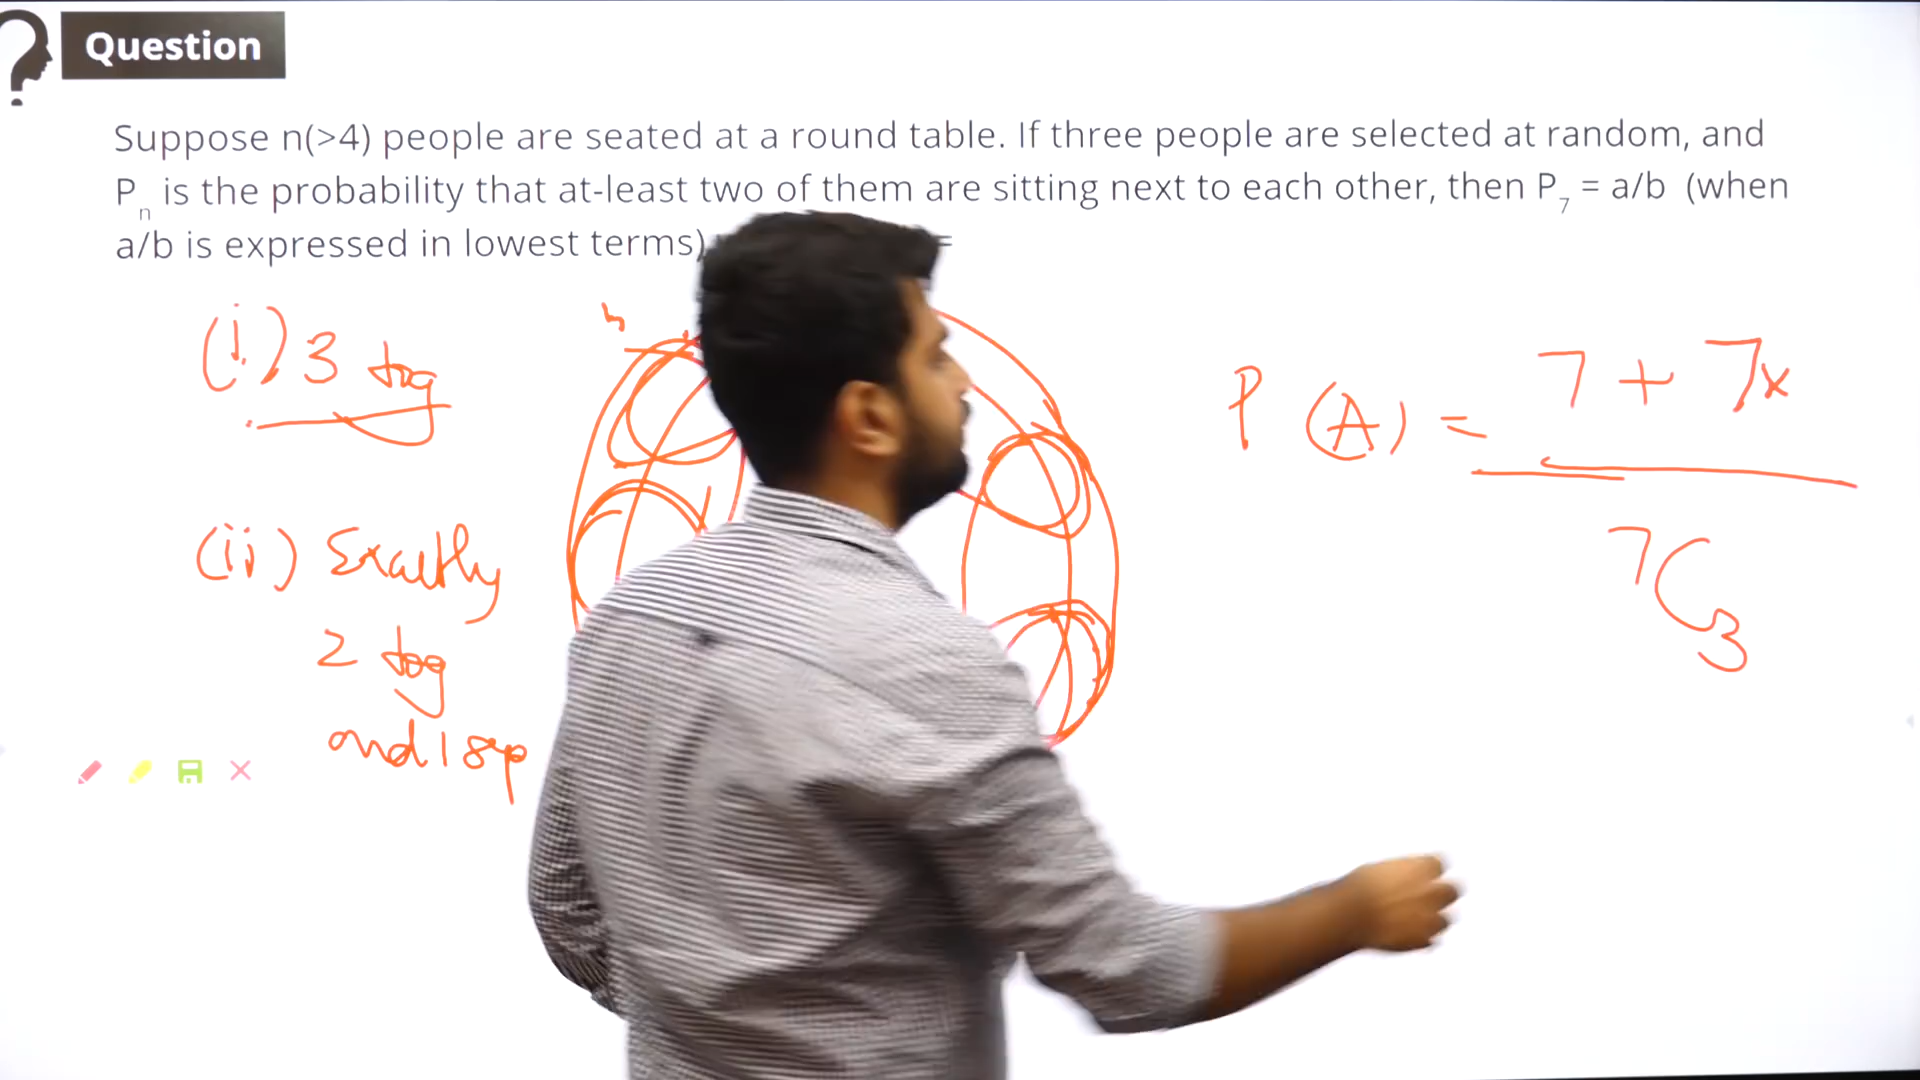 Question
Suppose n(>4) people are seated at a round table. If three people are selected at random, and
Pn is the probability that at-least two of them are sitting next to each other, then P7 = a/b (when
a/b is expressed in lowest terms) =
(i) 3 tog
(ii) Exactly
2 tog
and 1 sep
P(A) = 7 + 7x
7C3